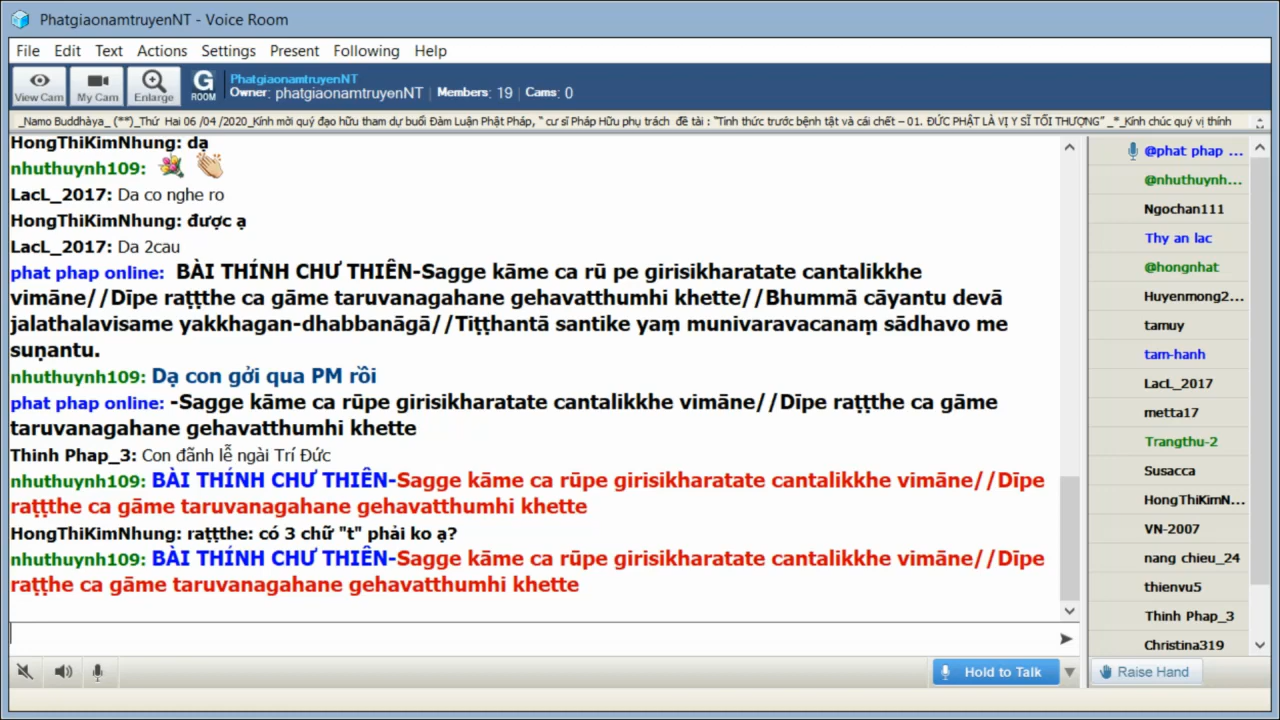 PhatgiaonamtruyenNT - Voice Room
File Edit Text Actions Settings Present Following Help
View Cam My Cam Enlarge G ROOM
PhatgiaonamtruyenNT
Owner: phatgiaonamtruyenNT | Members: 19 | Cams: 0
_Namo Buddhàya_ (**)_Thứ Hai 06 /04 /2020_Kính mời quý đạo hữu tham dự buổi Đàm Luận Phật Pháp, “ cư sĩ Pháp Hữu phụ trách đề tài : "Tỉnh thức trước bệnh tật và cái chết – 01. ĐỨC PHẬT LÀ VỊ Y SĨ TỐI THƯỢNG” _*_Kính chúc quý vị thính
HongThiKimNhung: dạ
nhuthuynh109:
LacL_2017: Da co nghe ro
HongThiKimNhung: được ạ
LacL_2017: Da 2cau
phat phap online: BÀI THÍNH CHƯ THIÊN-Sagge kāme ca rū pe girisikharatate cantalikkhe
vimāne//Dīpe raṭṭthe ca gāme taruvanagahane gehavatthumhi khette//Bhummā cāyantu devā
jalathalavisame yakkhagan-dhabbanāgā//Tiṭṭhantā santike yaṃ munivaravacanaṃ sādhavo me
suṇantu.
nhuthuynh109: Dạ con gởi qua PM rồi
phat phap online: -Sagge kāme ca rūpe girisikharatate cantalikkhe vimāne//Dīpe raṭṭthe ca gāme
taruvanagahane gehavatthumhi khette
Thinh Phap_3: Con đãnh lễ ngài Trí Đức
nhuthuynh109: BÀI THÍNH CHƯ THIÊN-Sagge kāme ca rūpe girisikharatate cantalikkhe vimāne//Dīpe
raṭṭthe ca gāme taruvanagahane gehavatthumhi khette
HongThiKimNhung: raṭṭthe: có 3 chữ "t" phải ko ạ?
nhuthuynh109: BÀI THÍNH CHƯ THIÊN-Sagge kāme ca rūpe girisikharatate cantalikkhe vimāne//Dīpe
raṭṭhe ca gāme taruvanagahane gehavatthumhi khette
Hold to Talk
@phat phap ...
@nhuthuynh...
Ngochan111
Thy an lac
@hongnhat
Huyenmong2...
tamuy
tam-hanh
LacL_2017
metta17
Trangthu-2
Susacca
HongThiKimN...
VN-2007
nang chieu_24
thienvu5
Thinh Phap_3
Christina319
Raise Hand